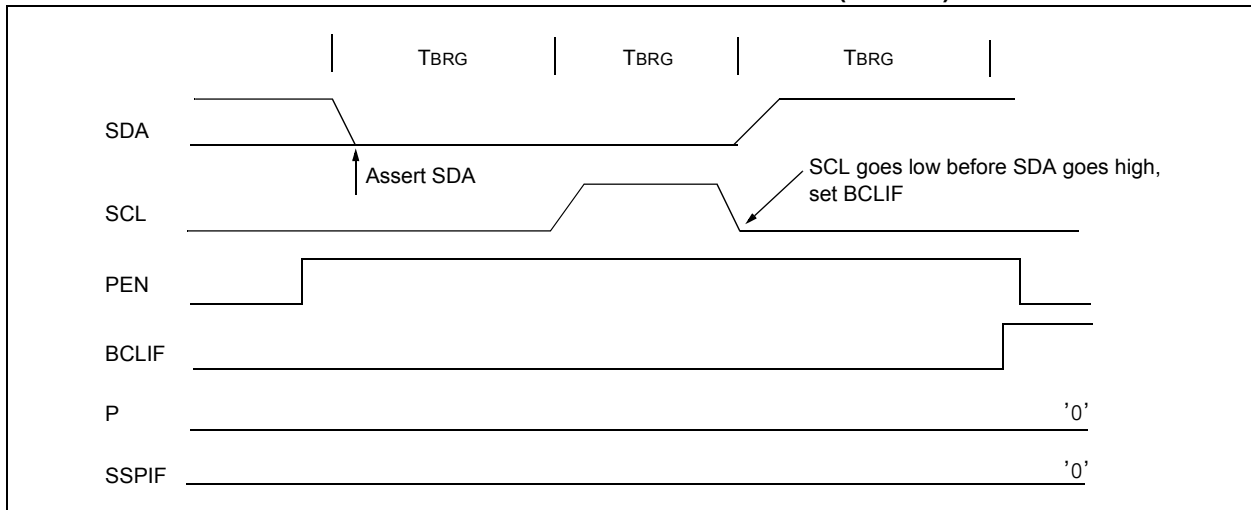 TBRG TBRG TBRG
SDA
Assert SDA
SCL goes low before SDA goes high,
set BCLIF
SCL
PEN
BCLIF
P
'0'
SSPIF
'0'